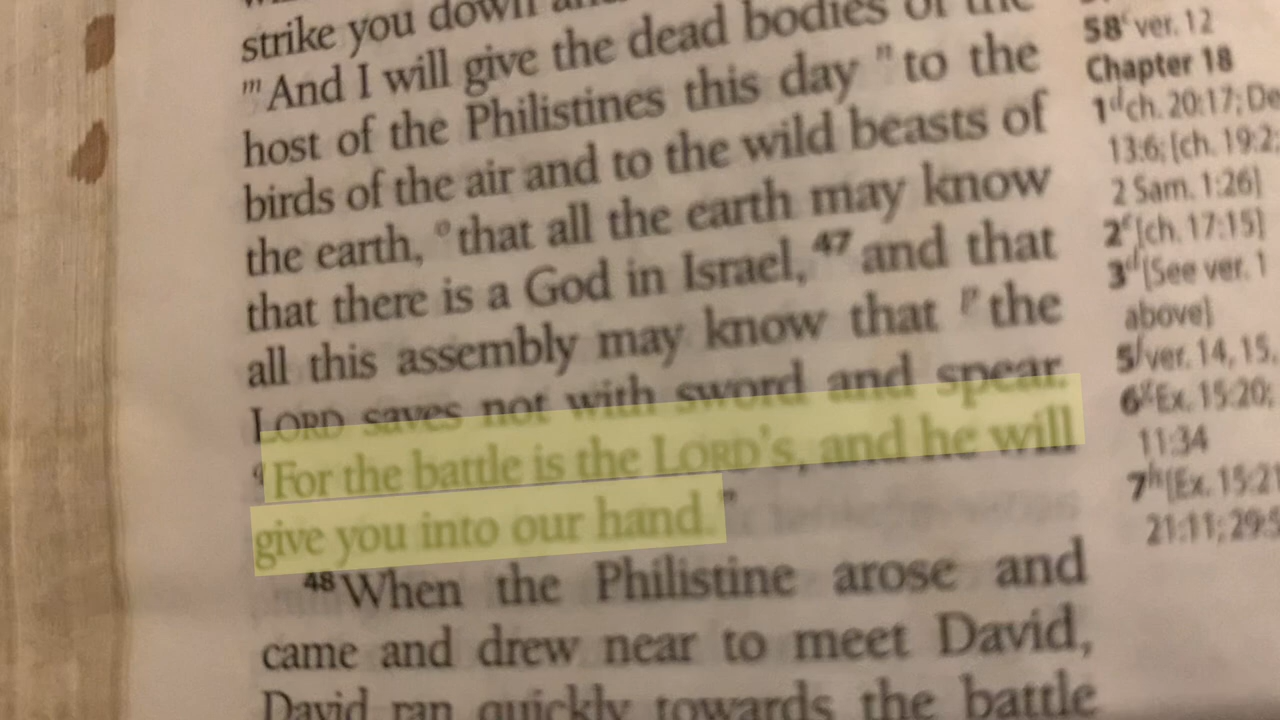 strike you down and
m And I will give the dead bodies of the
host of the Philistines this day n to the
birds of the air and to the wild beasts of
the earth, o that all the earth may know
that there is a God in Israel, 47 and that
all this assembly may know that p the
LORD saves not with sword and spear.
q For the battle is the LORD's, and he will
give you into our hand."
48 When the Philistine arose and
came and drew near to meet David,
David ran quickly towards the battle
58 c ver. 12
Chapter 18
1 d ch. 20:17; De
13:6; [ch. 19:2;
2 Sam. 1:26]
2 [ch. 17:15]
3 d [See ver. 1
above]
5 f ver. 14, 15,
6 g Ex. 15:20;
11:34
7 h [Ex. 15:21
21:11; 29:5